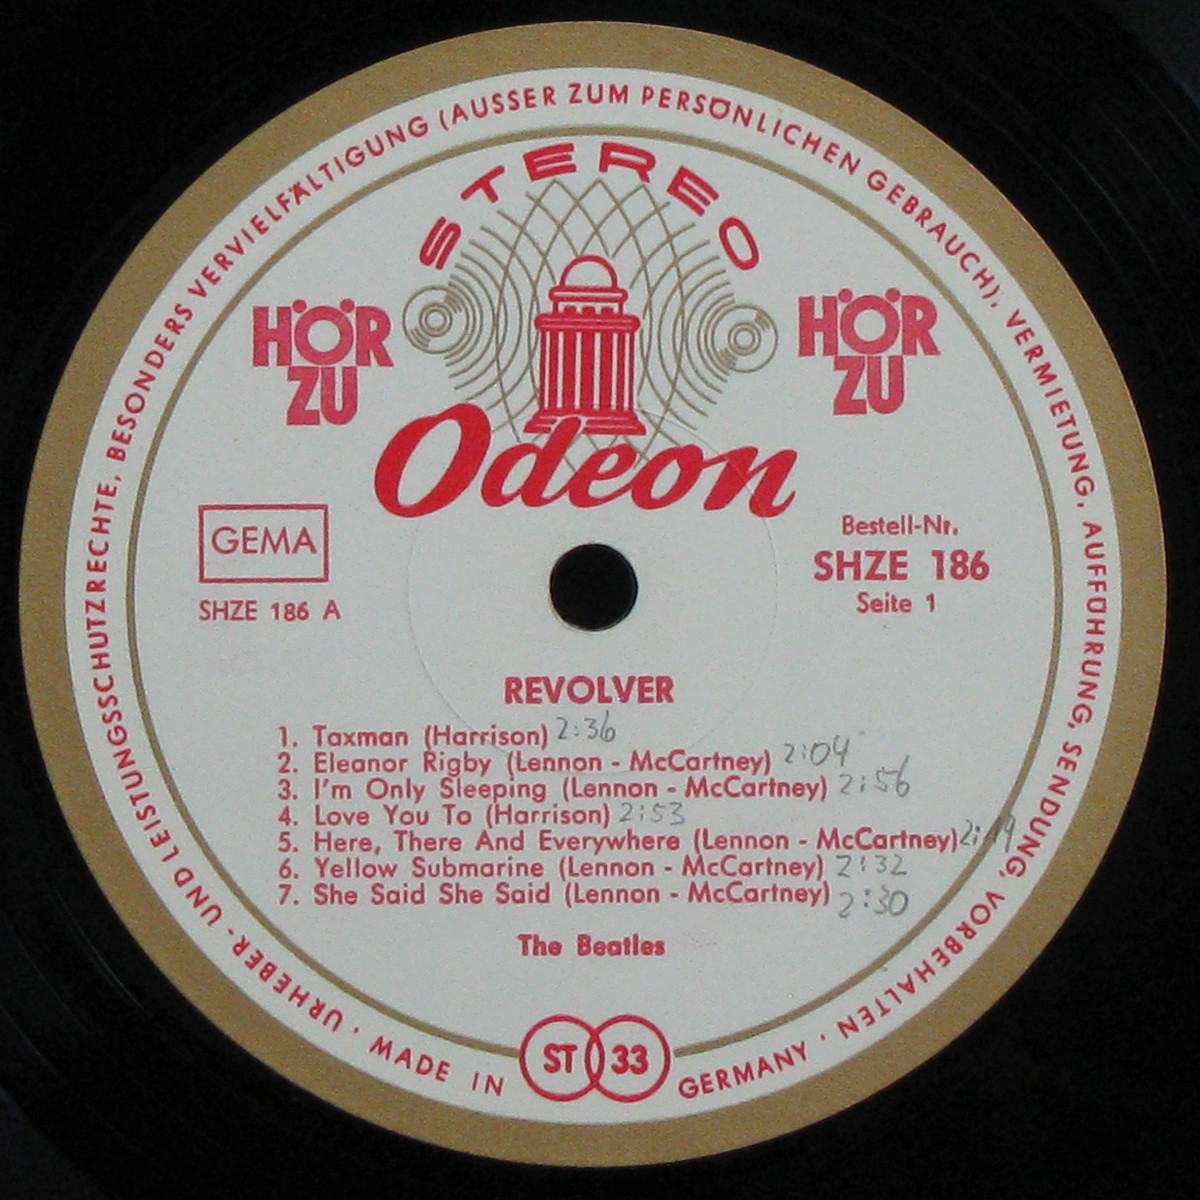 URHEBER- UND LEISTUNGSSCHUTZRECHTE, BESONDERS VERVIELFÄLTIGUNG (AUSSER ZUM PERSÖNLICHEN GEBRAUCH), VERMIETUNG, AUFFÜHRUNG, SENDUNG, VORBEHALTEN ·
STEREO
HÖR
ZU
HÖR
ZU
Odeon
GEMA
SHZE 186 A
Bestell-Nr.
SHZE 186
Seite 1
REVOLVER
1. Taxman (Harrison) 2:36
2. Eleanor Rigby (Lennon - McCartney) 2:04
3. I'm Only Sleeping (Lennon - McCartney) 2:56
4. Love You To (Harrison) 2:53
5. Here, There And Everywhere (Lennon - McCartney)
6. Yellow Submarine (Lennon - McCartney) 2:32
7. She Said She Said (Lennon - McCartney) 2:30
The Beatles
ST 33
· MADE IN GERMANY